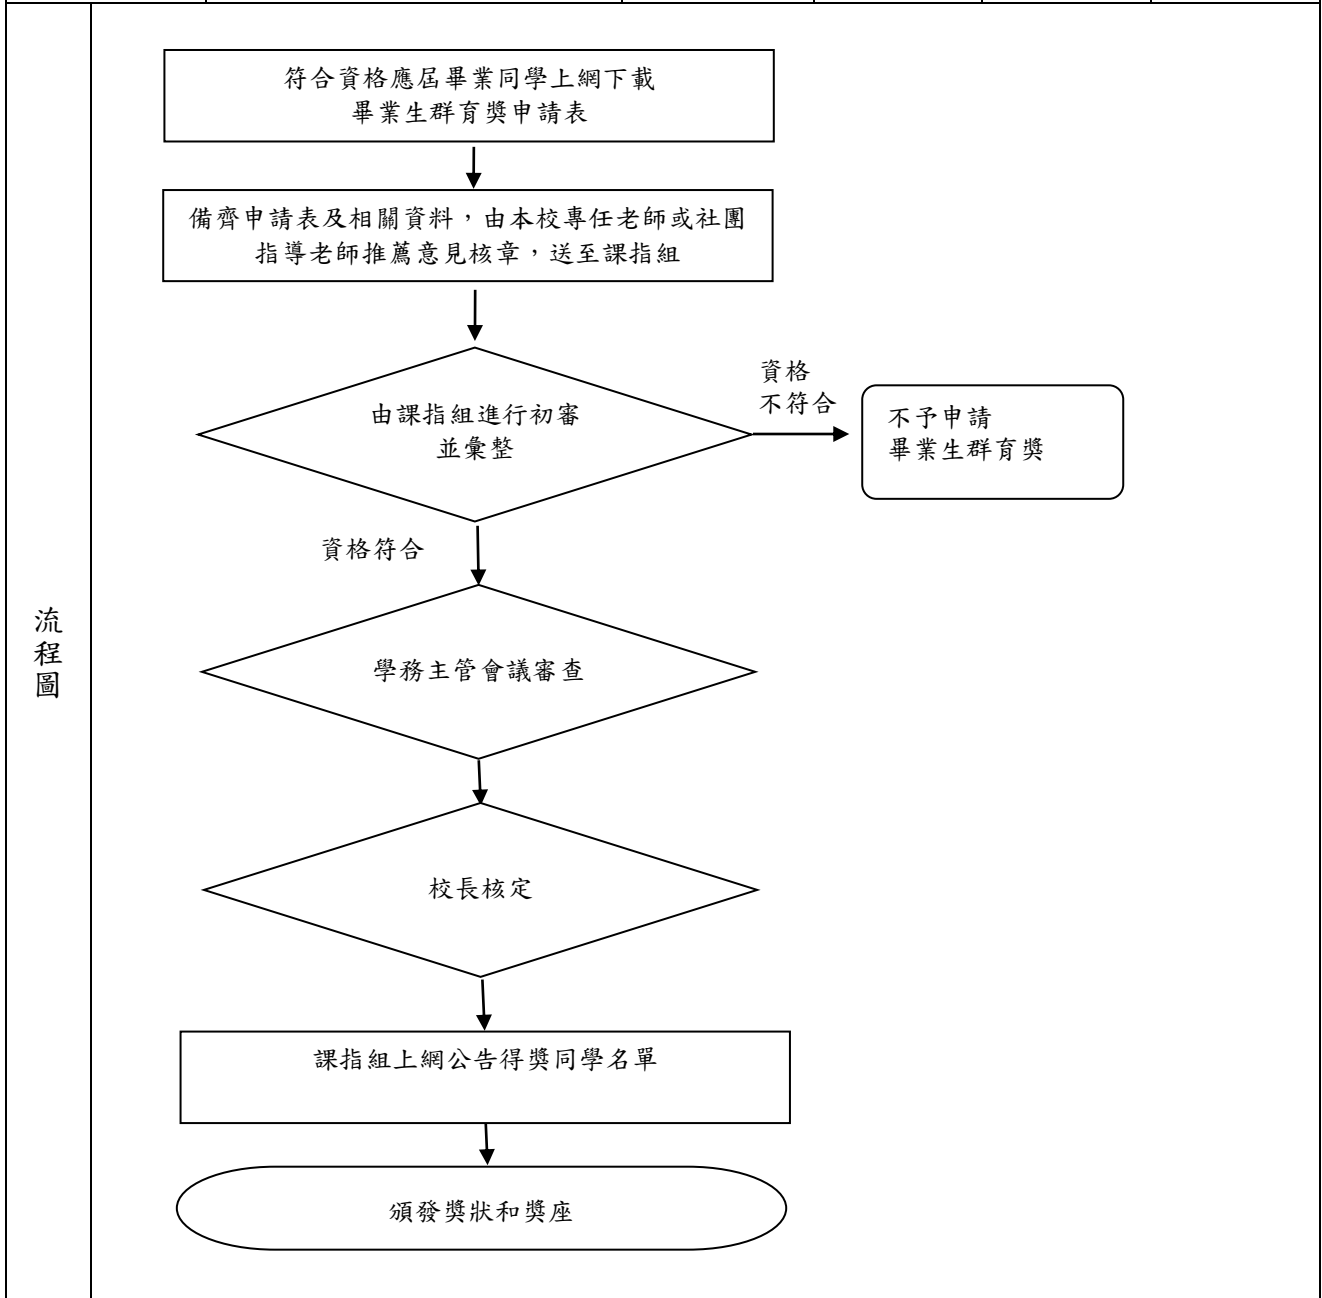 符合資格應屆畢業同學上網下載
畢業生群育獎申請表
備齊申請表及相關資料，由本校專任老師或社團
指導老師推薦意見核章，送至課指組
由課指組進行初審
並彙整
資格
不符合
不予申請
畢業生群育獎
資格符合
流程圖
學務主管會議審查
校長核定
課指組上網公告得獎同學名單
頒發獎狀和獎座